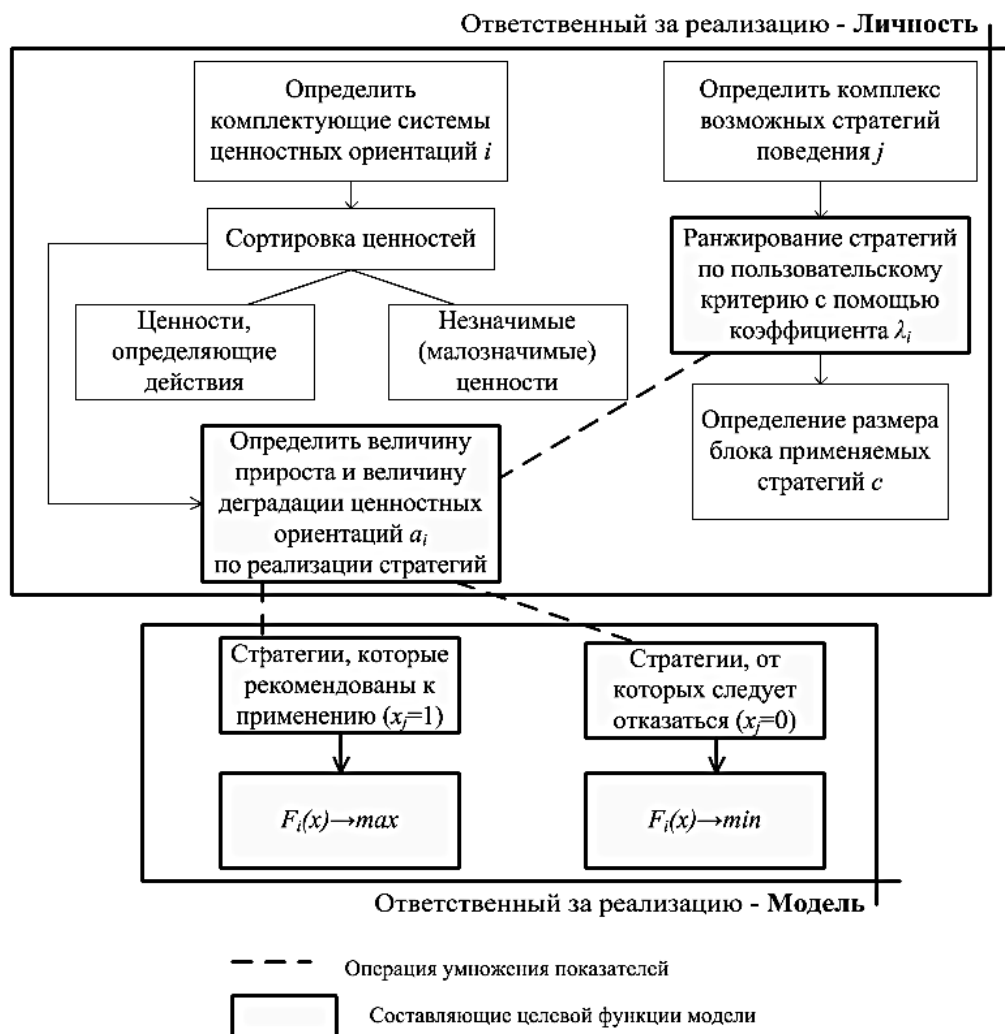 Ответственный за реализацию - Личность
Определить
комплектующие системы
ценностных ориентаций i
Определить комплекс
возможных стратегий
поведения j
Сортировка ценностей
Ранжирование стратегий
по пользовательскому
критерию с помощью
коэффициента λi
Ценности,
определяющие
действия
Незначимые
(малозначимые)
ценности
Определить величину
прироста и величину
деградации ценностных
ориентаций ai
по реализации стратегий
Определение размера
блока применяемых
стратегий c
Стратегии, которые
рекомендованы к
применению (xj=1)
Стратегии, от
которых следует
отказаться (xj=0)
Fi(x)→max
Fi(x)→min
Ответственный за реализацию - Модель
Операция умножения показателей
Составляющие целевой функции модели